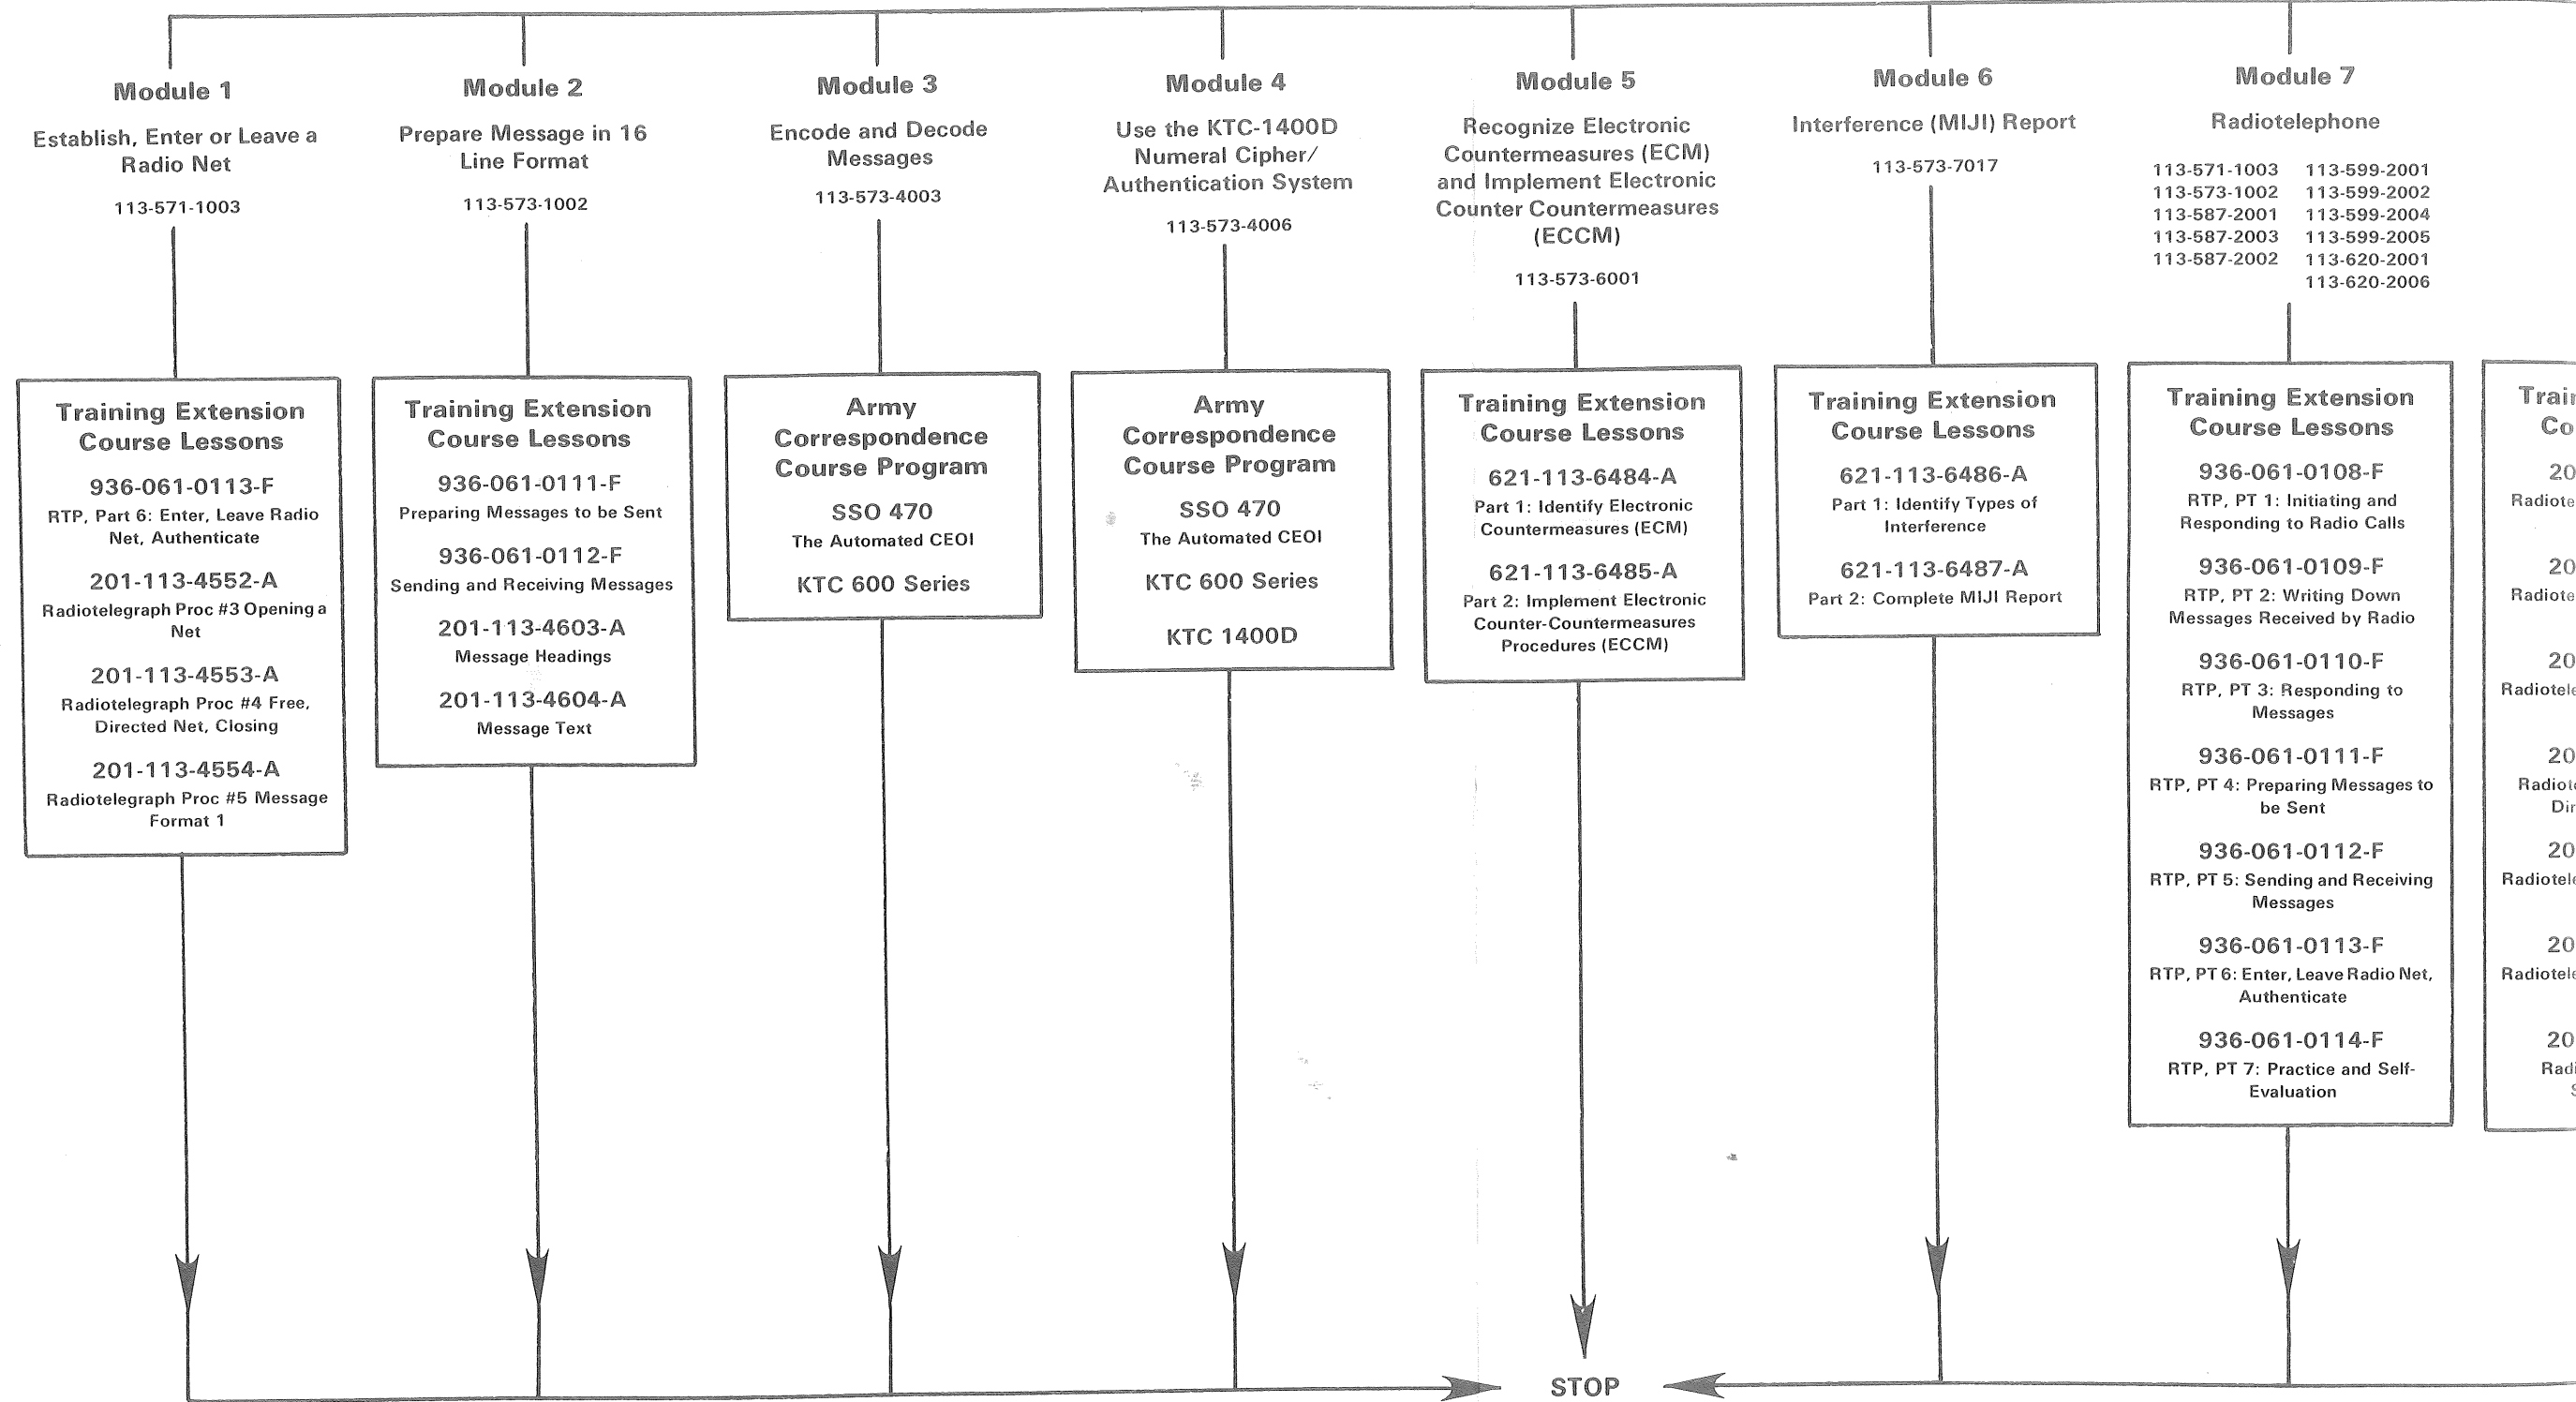 Module 1
Establish, Enter or Leave a
Radio Net
113-571-1003
Training Extension
Course Lessons
936-061-0113-F
RTP, Part 6: Enter, Leave Radio
Net, Authenticate
201-113-4552-A
Radiotelegraph Proc #3 Opening a
Net
201-113-4553-A
Radiotelegraph Proc #4 Free,
Directed Net, Closing
201-113-4554-A
Radiotelegraph Proc #5 Message
Format 1
Module 2
Prepare Message in 16
Line Format
113-573-1002
Training Extension
Course Lessons
936-061-0111-F
Preparing Messages to be Sent
936-061-0112-F
Sending and Receiving Messages
201-113-4603-A
Message Headings
201-113-4604-A
Message Text
Module 3
Encode and Decode
Messages
113-573-4003
Army
Correspondence
Course Program
SSO 470
The Automated CEOI
KTC 600 Series
Module 4
Use the KTC-1400D
Numeral Cipher/
Authentication System
113-573-4006
Army
Correspondence
Course Program
SSO 470
The Automated CEOI
KTC 600 Series
KTC 1400D
Module 5
Recognize Electronic
Countermeasures (ECM)
and Implement Electronic
Counter Countermeasures
(ECCM)
113-573-6001
Training Extension
Course Lessons
621-113-6484-A
Part 1: Identify Electronic
Countermeasures (ECM)
621-113-6485-A
Part 2: Implement Electronic
Counter-Countermeasures
Procedures (ECCM)
Module 6
Interference (MIJI) Report
113-573-7017
Training Extension
Course Lessons
621-113-6486-A
Part 1: Identify Types of
Interference
621-113-6487-A
Part 2: Complete MIJI Report
Module 7
Radiotelephone
113-571-1003 113-599-2001
113-573-1002 113-599-2002
113-587-2001 113-599-2004
113-587-2003 113-599-2005
113-587-2002 113-620-2001
113-620-2006
Training Extension
Course Lessons
936-061-0108-F
RTP, PT 1: Initiating and
Responding to Radio Calls
936-061-0109-F
RTP, PT 2: Writing Down
Messages Received by Radio
936-061-0110-F
RTP, PT 3: Responding to
Messages
936-061-0111-F
RTP, PT 4: Preparing Messages to
be Sent
936-061-0112-F
RTP, PT 5: Sending and Receiving
Messages
936-061-0113-F
RTP, PT 6: Enter, Leave Radio Net,
Authenticate
936-061-0114-F
RTP, PT 7: Practice and Self-
Evaluation
STOP